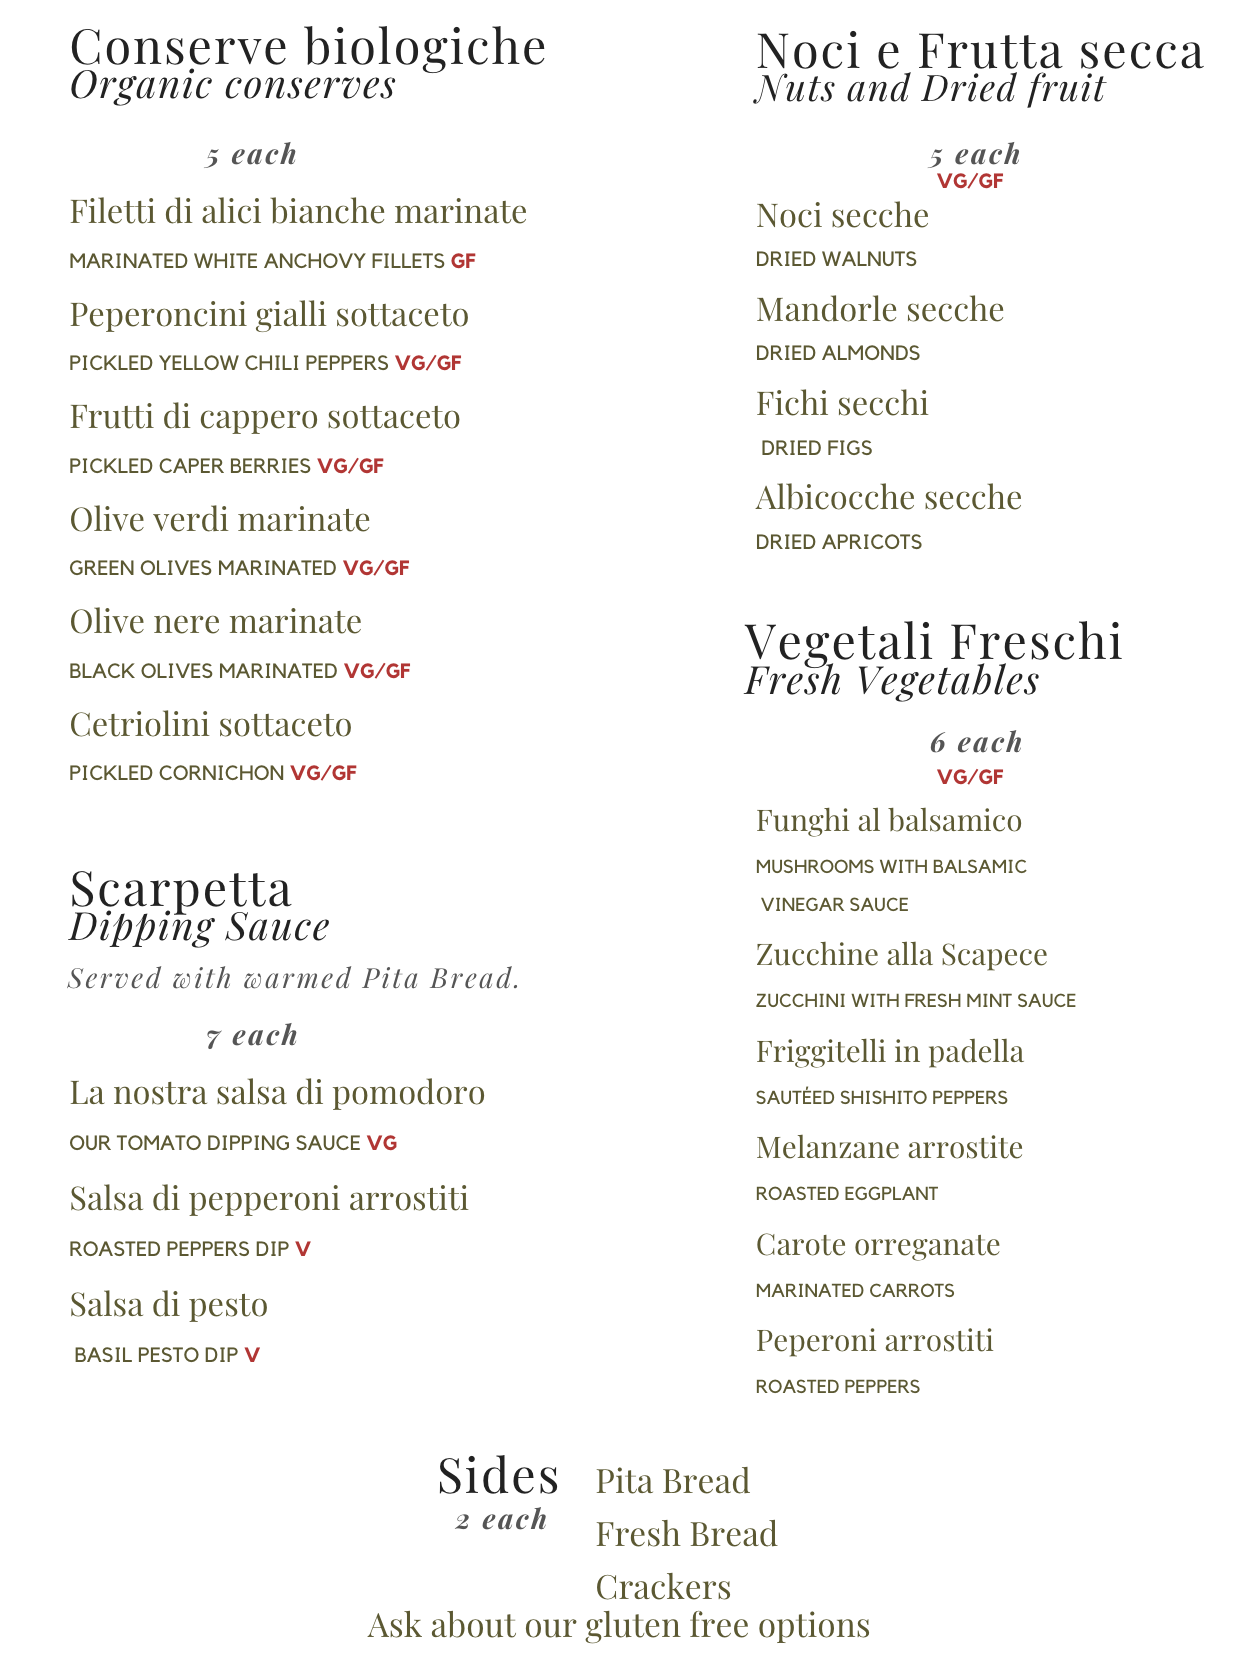 Conserve biologiche
Organic conserves
5 each
Filetti di alici bianche marinate
MARINATED WHITE ANCHOVY FILLETS GF
Peperoncini gialli sottaceto
PICKLED YELLOW CHILI PEPPERS VG/GF
Frutti di cappero sottaceto
PICKLED CAPER BERRIES VG/GF
Olive verdi marinate
GREEN OLIVES MARINATED VG/GF
Olive nere marinate
BLACK OLIVES MARINATED VG/GF
Cetriolini sottaceto
PICKLED CORNICHON VG/GF
Scarpetta
Dipping Sauce
Served with warmed Pita Bread.
7 each
La nostra salsa di pomodoro
OUR TOMATO DIPPING SAUCE VG
Salsa di pepperoni arrostiti
ROASTED PEPPERS DIP V
Salsa di pesto
BASIL PESTO DIP V
Noci e Frutta secca
Nuts and Dried fruit
5 each
VG/GF
Noci secche
DRIED WALNUTS
Mandorle secche
DRIED ALMONDS
Fichi secchi
DRIED FIGS
Albicocche secche
DRIED APRICOTS
Vegetali Freschi
Fresh Vegetables
6 each
VG/GF
Funghi al balsamico
MUSHROOMS WITH BALSAMIC
VINEGAR SAUCE
Zucchine alla Scapece
ZUCCHINI WITH FRESH MINT SAUCE
Friggitelli in padella
SAUTÉED SHISHITO PEPPERS
Melanzane arrostite
ROASTED EGGPLANT
Carote orreganate
MARINATED CARROTS
Peperoni arrostiti
ROASTED PEPPERS
Sides
2 each
Pita Bread
Fresh Bread
Crackers
Ask about our gluten free options